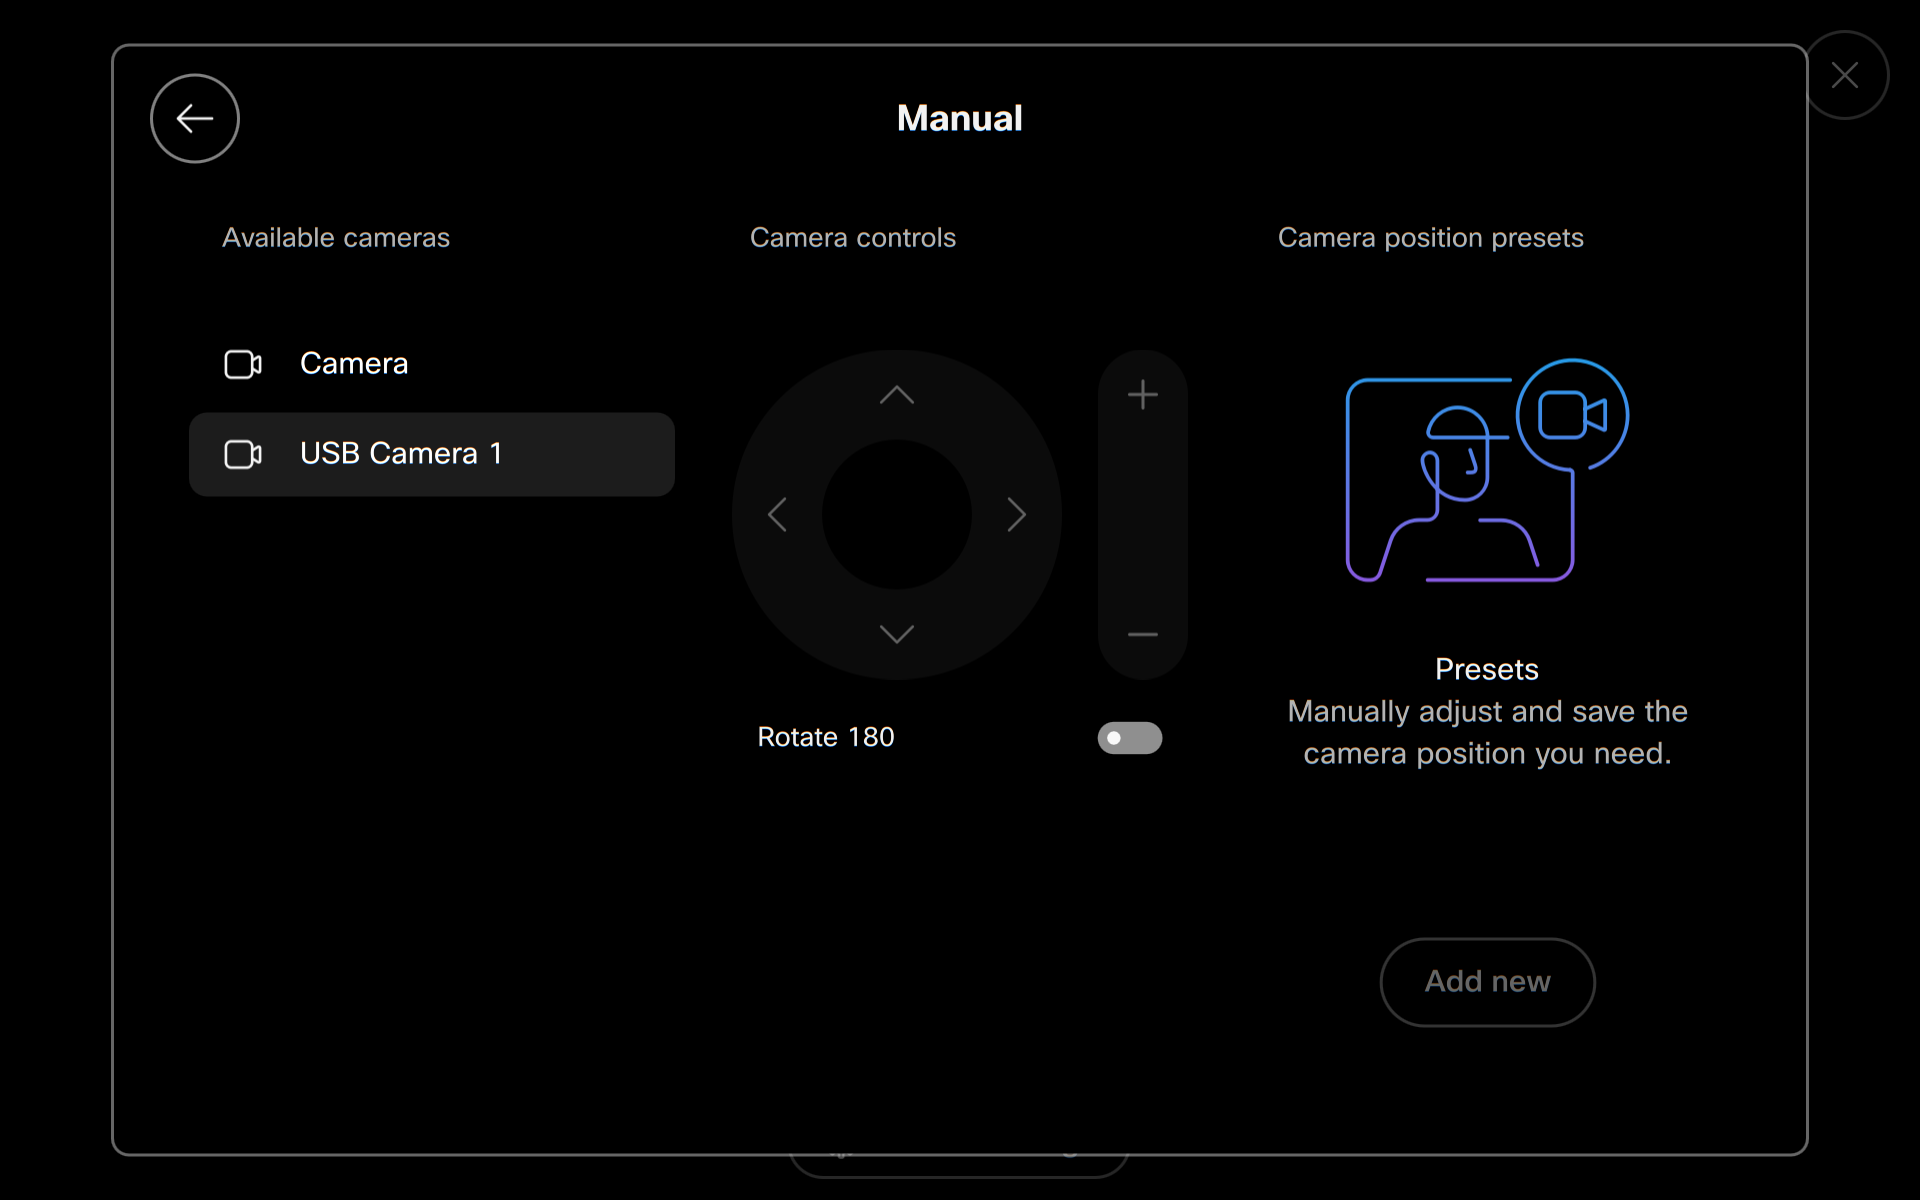 Manual
Available cameras
Camera controls
Camera position presets
Camera
USB Camera 1
Rotate 180
Presets
Manually adjust and save the
camera position you need.
Add new